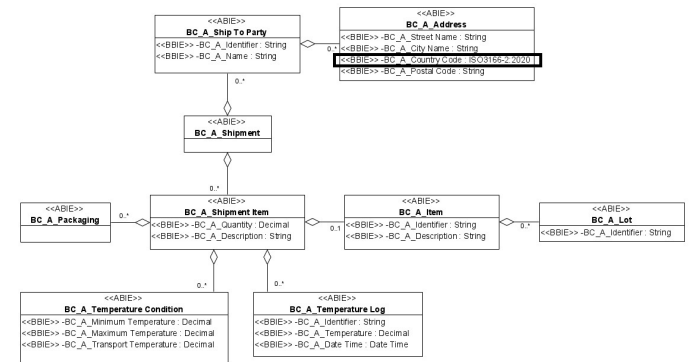 <<ABIE>>
BC_A_Ship To Party
<<BBIE>> -BC_A_Identifier : String
<<BBIE>> -BC_A_Name : String
<<ABIE>>
BC_A_Address
<<BBIE>> -BC_A_Street Name : String
<<BBIE>> -BC_A_City Name : String
<<BBIE>> -BC_A_Country Code : ISO3166-2:2020
<<BBIE>> -BC_A_Postal Code : String
0..*
0..*
<<ABIE>>
BC_A_Shipment
0..*
<<ABIE>>
BC_A_Packaging
0..*
<<ABIE>>
BC_A_Shipment Item
<<BBIE>> -BC_A_Quantity : Decimal
<<BBIE>> -BC_A_Description : String
0..1
<<ABIE>>
BC_A_Item
<<BBIE>> -BC_A_Identifier : String
<<BBIE>> -BC_A_Description : String
0..*
<<ABIE>>
BC_A_Lot
<<BBIE>> -BC_A_Identifier : String
0..*
0..*
<<ABIE>>
BC_A_Temperature Condition
<<BBIE>> -BC_A_Minimum Temperature : Decimal
<<BBIE>> -BC_A_Maximum Temperature : Decimal
<<BBIE>> -BC_A_Transport Temperature : Decimal
<<ABIE>>
BC_A_Temperature Log
<<BBIE>> -BC_A_Identifier : String
<<BBIE>> -BC_A_Temperature : Decimal
<<BBIE>> -BC_A_Date Time : Date Time